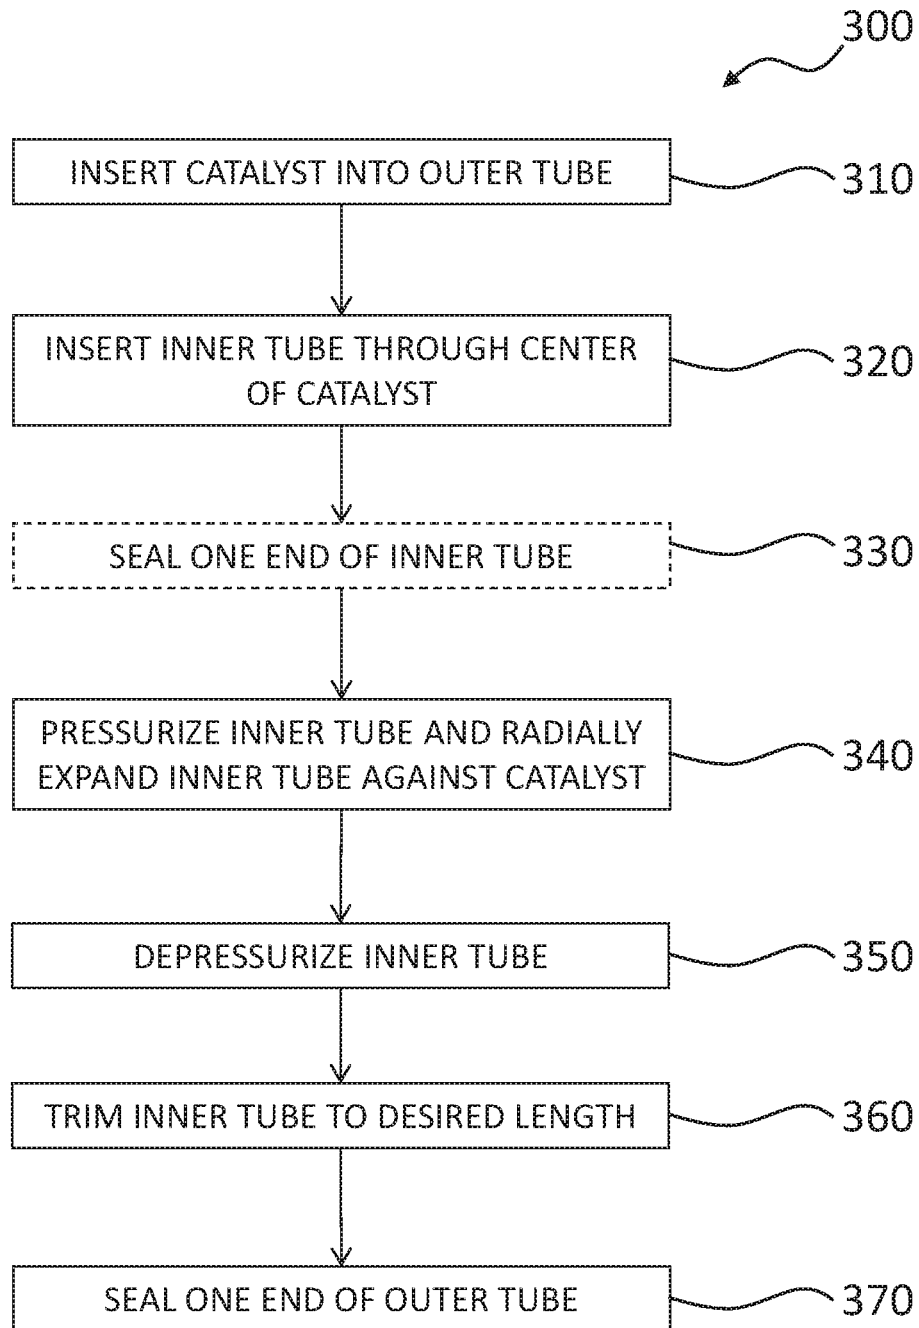 300
INSERT CATALYST INTO OUTER TUBE
310
INSERT INNER TUBE THROUGH CENTER
OF CATALYST
320
SEAL ONE END OF INNER TUBE
330
PRESSURIZE INNER TUBE AND RADIALLY
EXPAND INNER TUBE AGAINST CATALYST
340
DEPRESSURIZE INNER TUBE
350
TRIM INNER TUBE TO DESIRED LENGTH
360
SEAL ONE END OF OUTER TUBE
370